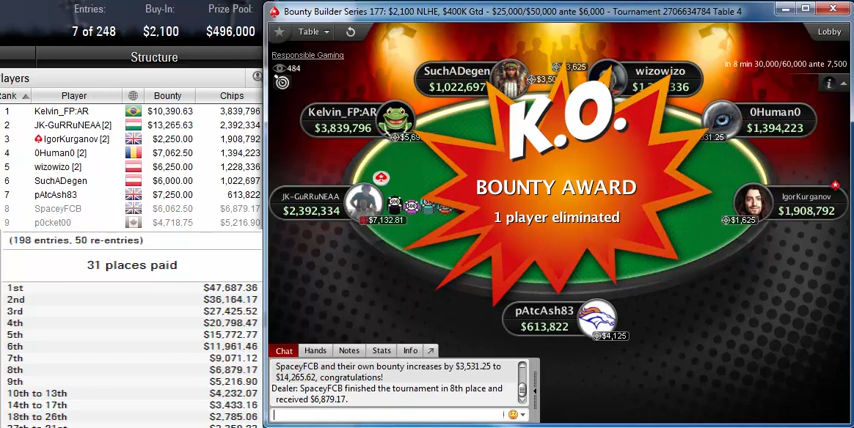 Entries:
Buy-In:
Prize Pool:
7 of 248
$2,100
$496,000
Structure
layers
Rank
Player
Bounty
Chips
1 Kelvin_FP:AR $10,390.63 3,839,796
2 JK-GuRRuNEAA [2] $13,265.63 2,392,334
3 IgorKurganov [2] $2,250.00 1,908,792
4 0Human0 [2] $7,062.50 1,394,223
5 wizowizo [2] $6,250.00 1,228,336
6 SuchADegen $6,000.00 1,022,697
7 pAtcAsh83 $7,250.00 613,822
8 SpaceyFCB $6,062.50 $6,879.17
9 p0cket00 $4,718.75 $5,216.90
(198 entries, 50 re-entries)
31 places paid
1st $47,687.36
2nd $36,164.17
3rd $27,425.52
4th $20,798.47
5th $15,772.77
6th $11,961.46
7th $9,071.12
8th $6,879.17
9th $5,216.90
10th to 13th $4,232.07
14th to 17th $3,433.16
18th to 26th $2,785.06
Bounty Builder Series 177: $2,100 NLHE, $400K Gtd - $25,000/$50,000 ante $6,000 - Tournament 2706634784 Table 4
Table
Lobby
Responsible Gaming
484
In 8 min 30,000/60,000 ante 7,500
i
SuchADegen
$1,022,697
wizowizo
Kelvin_FP:AR
$3,839,796
0Human0
$1,394,223
K.O.
BOUNTY AWARD
1 player eliminated
JK-GuRRuNEAA
$2,392,334
$7,132.81
IgorKurganov
$1,908,792
$1,625
pAtcAsh83
$613,822
$4,125
Chat
Hands
Notes
Stats
Info
SpaceyFCB and their own bounty increases by $3,531.25 to
$14,265.62, congratulations!
Dealer: SpaceyFCB finished the tournament in 8th place and
received $6,879.17.